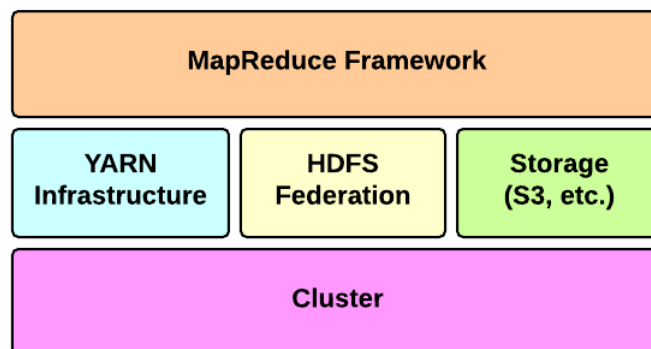 MapReduce Framework
YARN
Infrastructure
HDFS
Federation
Storage
(S3, etc.)
Cluster